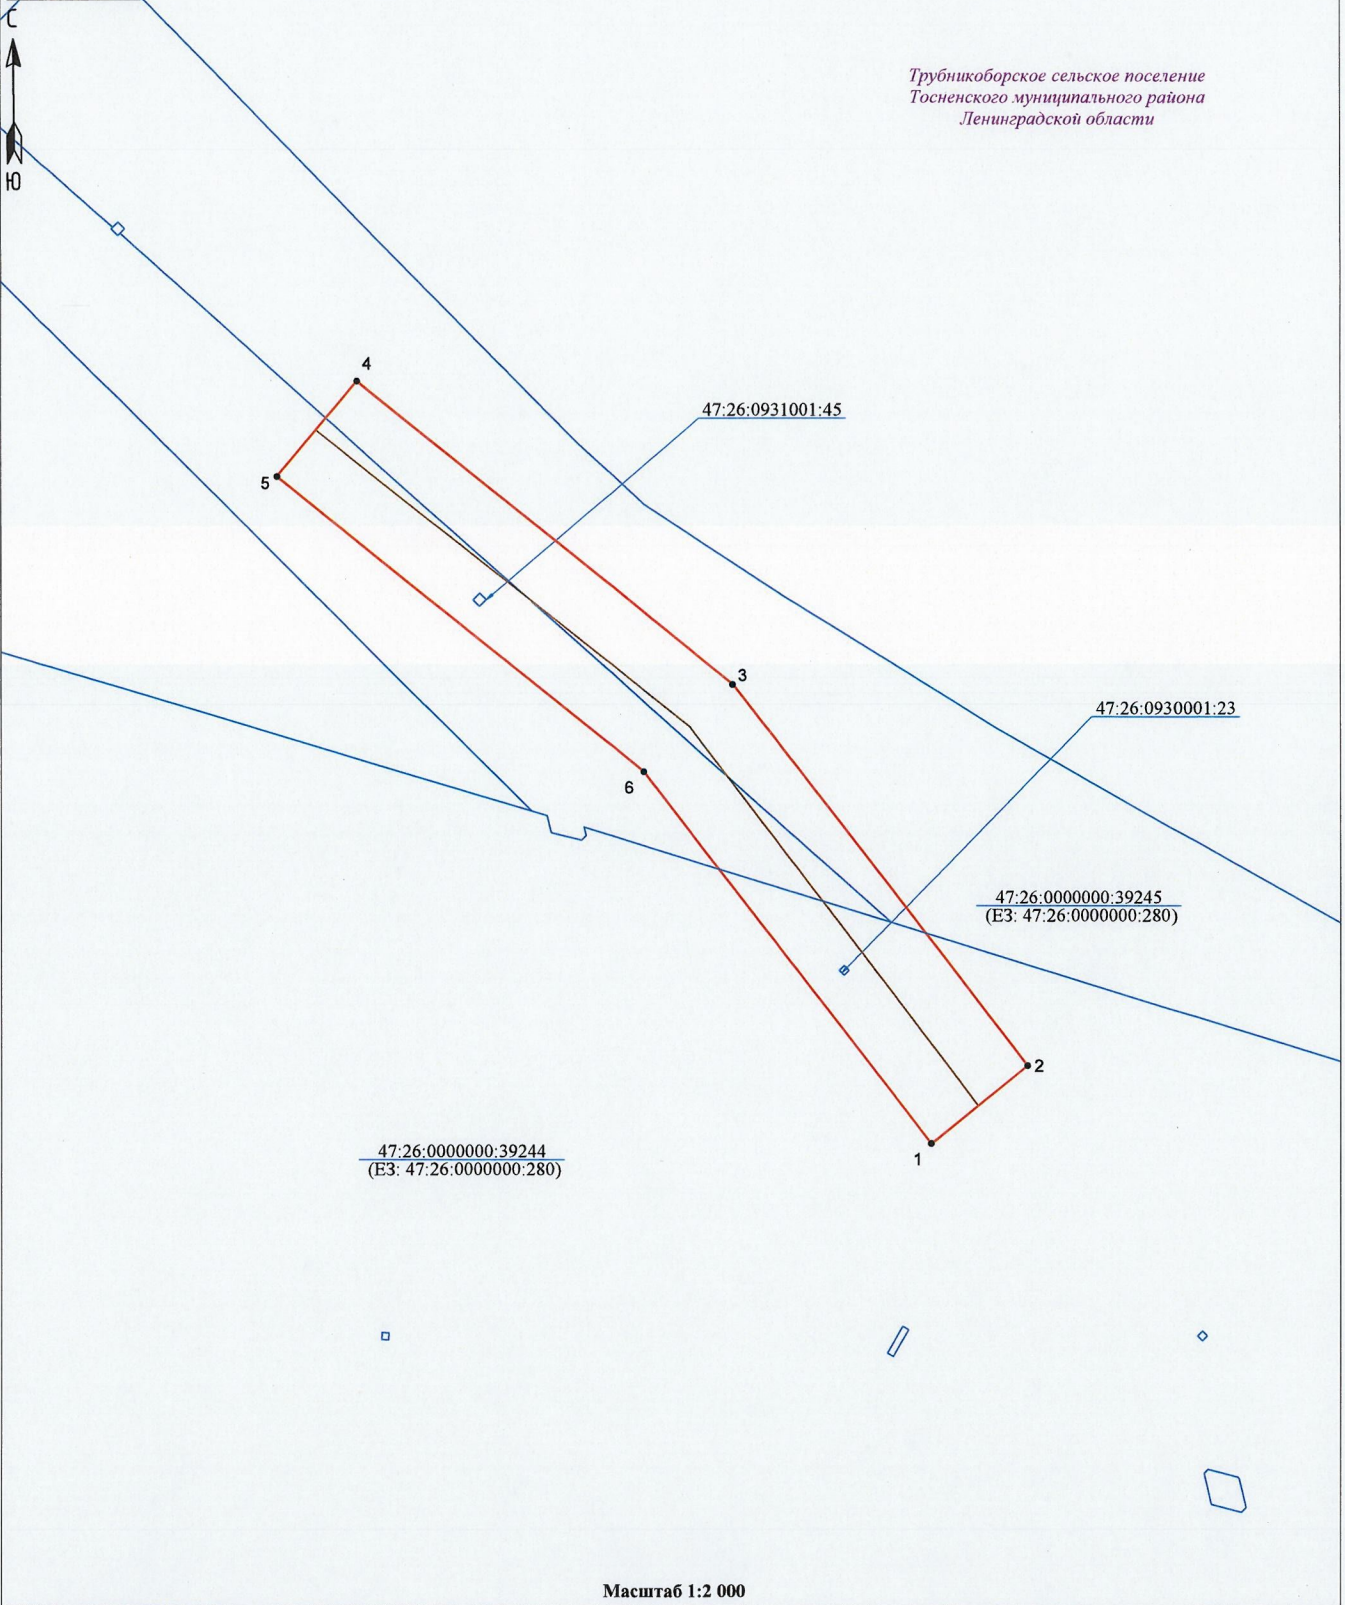 С
Ю
Трубникоборское сельское поселение
Тосненского муниципального района
Ленинградской области
4
47:26:0931001:45
5
3
47:26:0930001:23
6
47:26:0000000:39245
(ЕЗ: 47:26:0000000:280)
2
47:26:0000000:39244
(ЕЗ: 47:26:0000000:280)
1
Масштаб 1:2 000